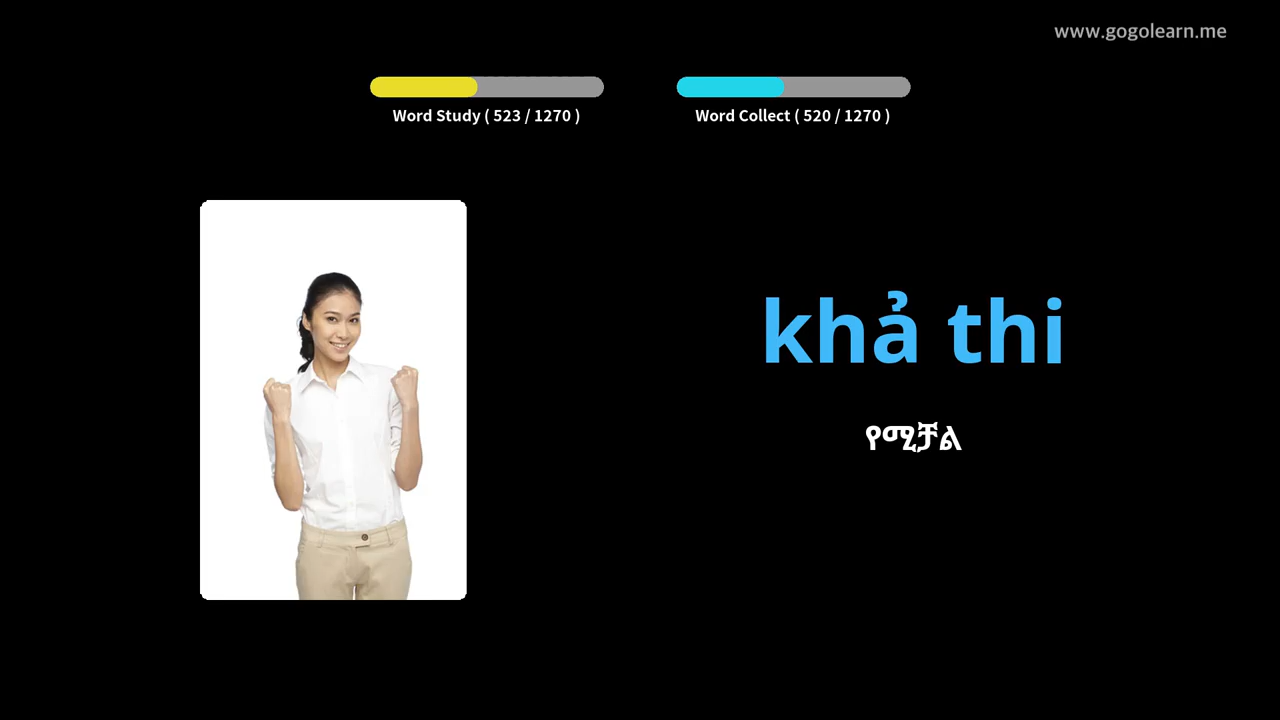 www.gogolearn.me
Word Study ( 523 / 1270 )
Word Collect ( 520 / 1270 )
khả thi
የሚቻል